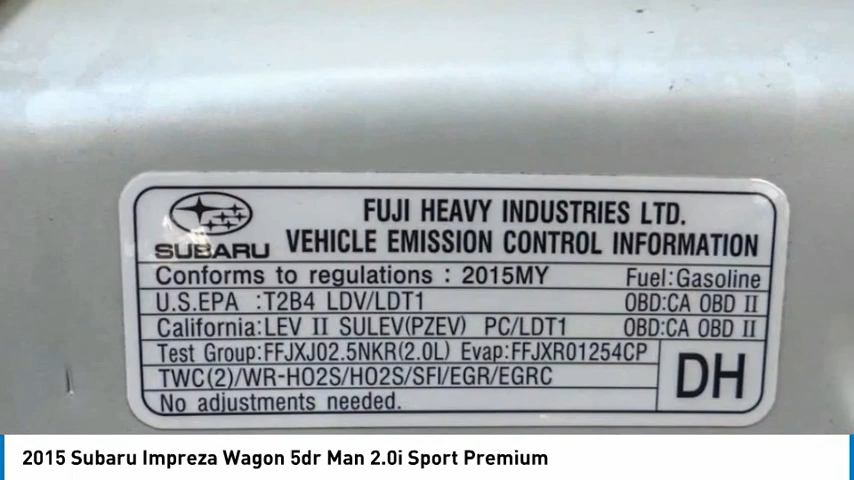 FUJI HEAVY INDUSTRIES LTD.
SUBARU VEHICLE EMISSION CONTROL INFORMATION
Conforms to regulations : 2015MY Fuel:Gasoline
U.S.EPA :T2B4 LDV/LDT1 OBD:CA OBD II
California:LEV II SULEV(PZEV) PC/LDT1 OBD:CA OBD II
Test Group:FFJXJ02.5NKR(2.0L) Evap:FFJXR01254CP
TWC(2)/WR-HO2S/HO2S/SFI/EGR/EGRC
DH
No adjustments needed.
2015 Subaru Impreza Wagon 5dr Man 2.0i Sport Premium